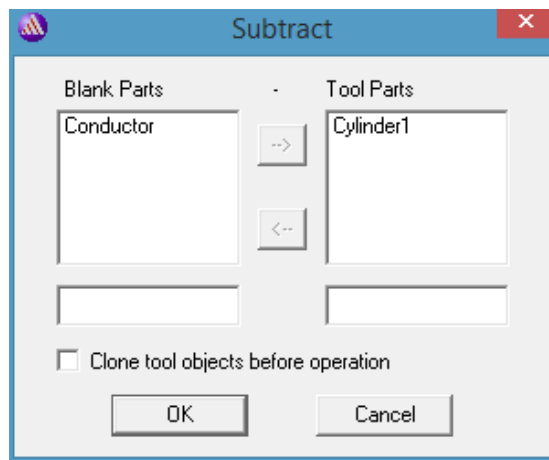 Subtract
Blank Parts - Tool Parts
Conductor
Cylinder1
-->
<--
Clone tool objects before operation
OK
Cancel